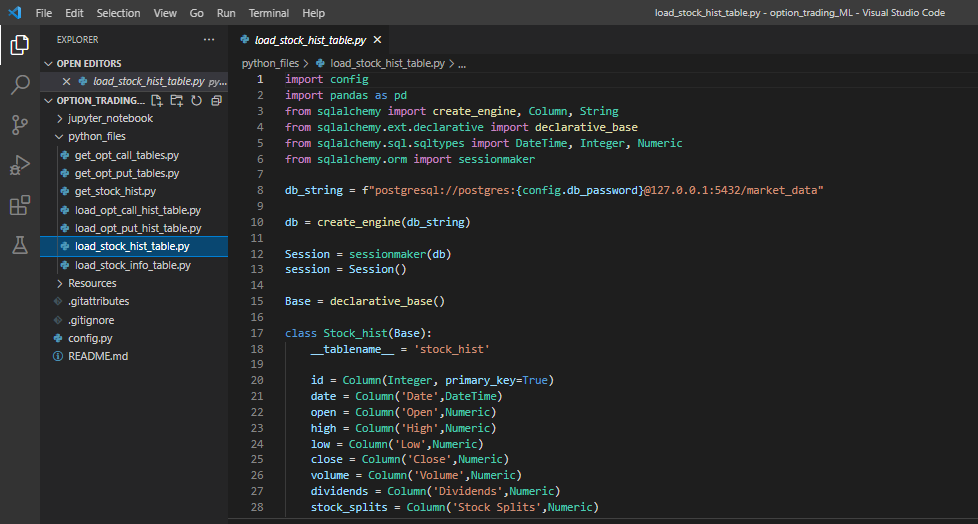 File Edit Selection View Go Run Terminal Help load_stock_hist_table.py - option_trading_ML - Visual Studio Code
EXPLORER ...
OPEN EDITORS
load_stock_hist_table.py py...
OPTION_TRADING...
jupyter_notebook
python_files
get_opt_call_tables.py
get_opt_put_tables.py
get_stock_hist.py
load_opt_call_hist_table.py
load_opt_put_hist_table.py
load_stock_hist_table.py
load_stock_info_table.py
Resources
.gitattributes
.gitignore
config.py
README.md
load_stock_hist_table.py
python_files > load_stock_hist_table.py > ...
1 import config
2 import pandas as pd
3 from sqlalchemy import create_engine, Column, String
4 from sqlalchemy.ext.declarative import declarative_base
5 from sqlalchemy.sql.sqltypes import DateTime, Integer, Numeric
6 from sqlalchemy.orm import sessionmaker
7
8 db_string = f"postgresql://postgres:{config.db_password}@127.0.0.1:5432/market_data"
9
10 db = create_engine(db_string)
11
12 Session = sessionmaker(db)
13 session = Session()
14
15 Base = declarative_base()
16
17 class Stock_hist(Base):
18 __tablename__ = 'stock_hist'
19
20 id = Column(Integer, primary_key=True)
21 date = Column('Date',DateTime)
22 open = Column('Open',Numeric)
23 high = Column('High',Numeric)
24 low = Column('Low',Numeric)
25 close = Column('Close',Numeric)
26 volume = Column('Volume',Numeric)
27 dividends = Column('Dividends',Numeric)
28 stock_splits = Column('Stock Splits',Numeric)